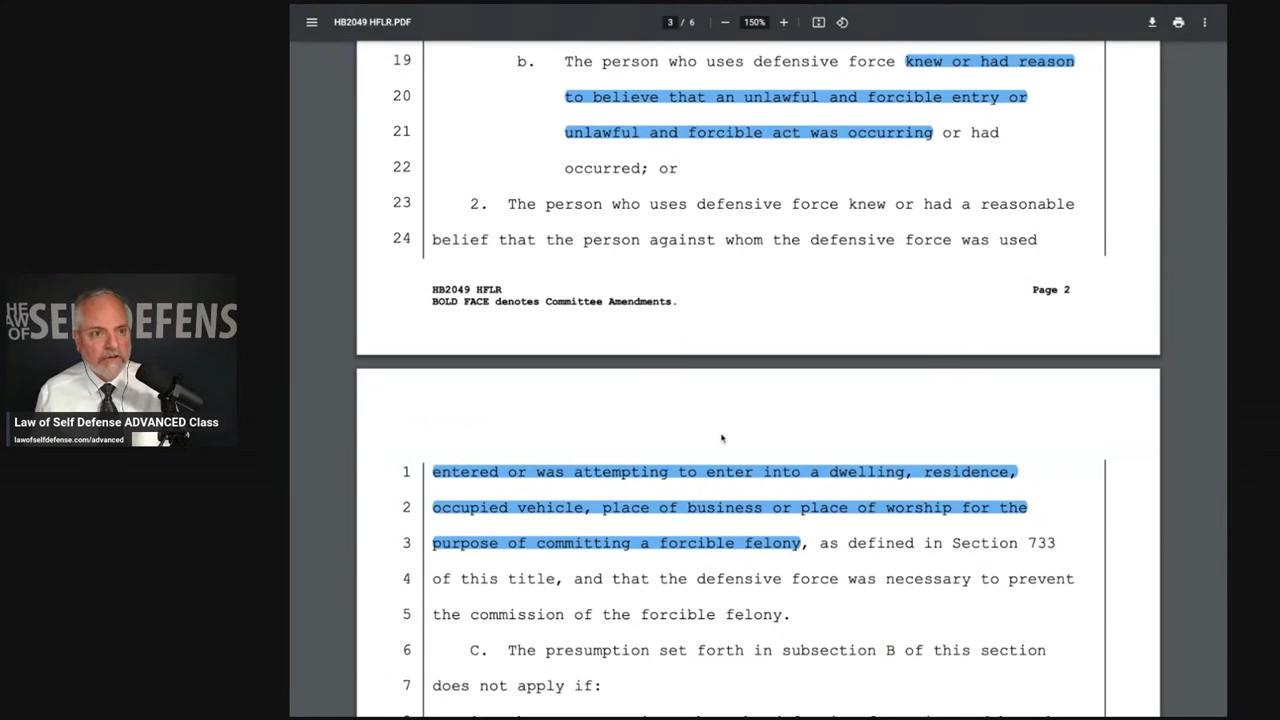 HB2049 HFLR.PDF
3 / 6
150%
19 b. The person who uses defensive force knew or had reason
20 to believe that an unlawful and forcible entry or
21 unlawful and forcible act was occurring or had
22 occurred; or
23 2. The person who uses defensive force knew or had a reasonable
24 belief that the person against whom the defensive force was used
HB2049 HFLR Page 2
BOLD FACE denotes Committee Amendments.
1 entered or was attempting to enter into a dwelling, residence,
2 occupied vehicle, place of business or place of worship for the
3 purpose of committing a forcible felony, as defined in Section 733
4 of this title, and that the defensive force was necessary to prevent
5 the commission of the forcible felony.
6 C. The presumption set forth in subsection B of this section
7 does not apply if:
HE LAW OF SEL DEFENS
Law of Self Defense ADVANCED Class
lawofselfdefense.com/advanced